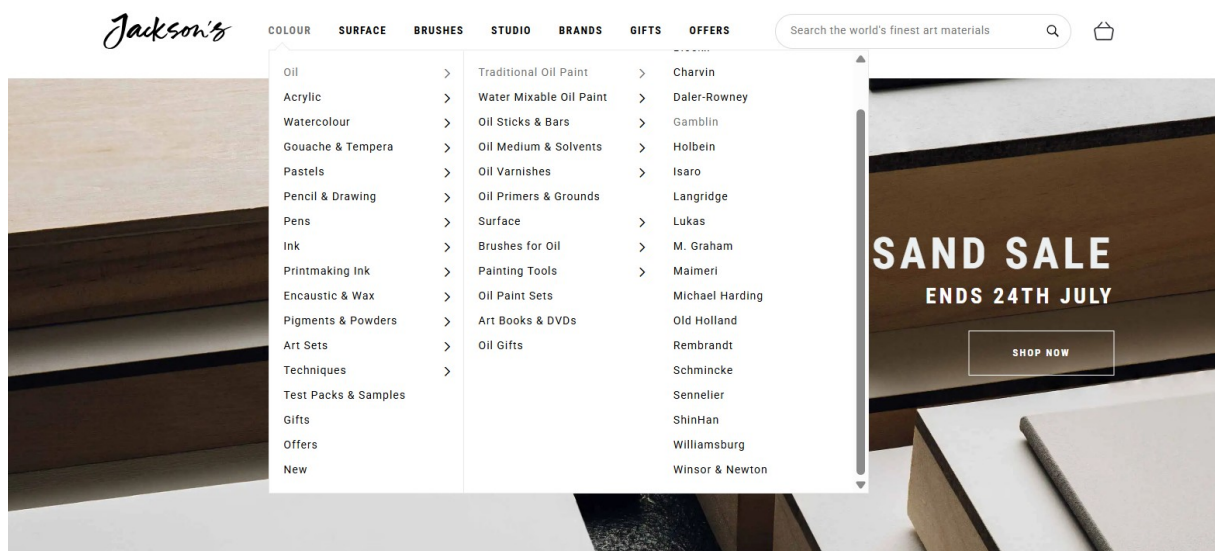 Jackson's
COLOUR SURFACE BRUSHES STUDIO BRANDS GIFTS OFFERS
Search the world's finest art materials
Oil
Acrylic
Watercolour
Gouache & Tempera
Pastels
Pencil & Drawing
Pens
Ink
Printmaking Ink
Encaustic & Wax
Pigments & Powders
Art Sets
Techniques
Test Packs & Samples
Gifts
Offers
New
Traditional Oil Paint
Water Mixable Oil Paint
Oil Sticks & Bars
Oil Medium & Solvents
Oil Varnishes
Oil Primers & Grounds
Surface
Brushes for Oil
Painting Tools
Oil Paint Sets
Art Books & DVDs
Oil Gifts
Charvin
Daler-Rowney
Gamblin
Holbein
Isaro
Langridge
Lukas
M. Graham
Maimeri
Michael Harding
Old Holland
Rembrandt
Schmincke
Sennelier
ShinHan
Williamsburg
Winsor & Newton
SAND SALE
ENDS 24TH JULY
SHOP NOW